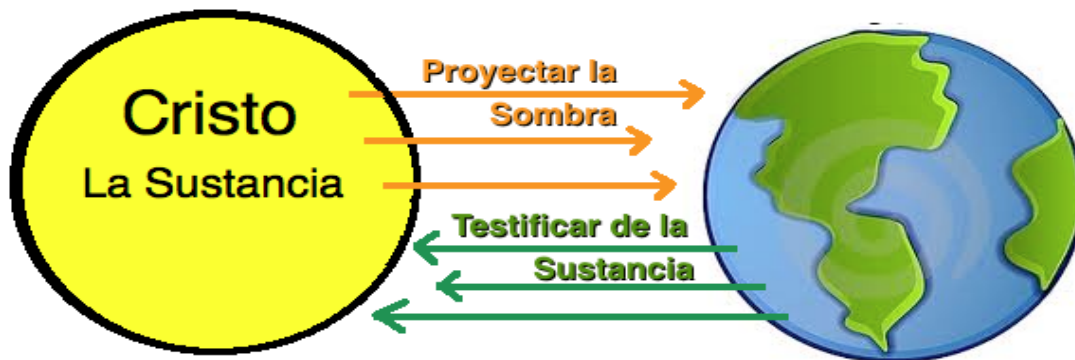 Cristo
La Sustancia
Proyectar la
Sombra
Testificar de la
Sustancia